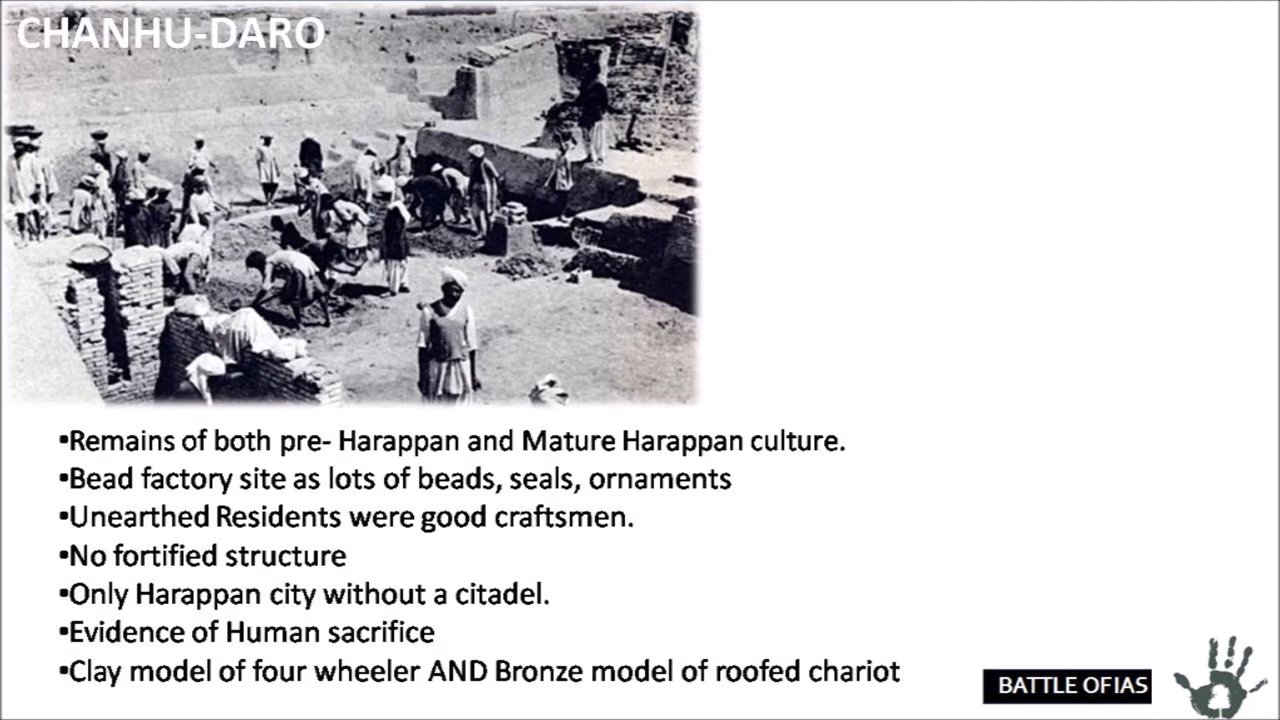 CHANHU-DARO
▪Remains of both pre- Harappan and Mature Harappan culture.
▪Bead factory site as lots of beads, seals, ornaments
▪Unearthed Residents were good craftsmen.
▪No fortified structure
▪Only Harappan city without a citadel.
▪Evidence of Human sacrifice
▪Clay model of four wheeler AND Bronze model of roofed chariot
BATTLE OF IAS